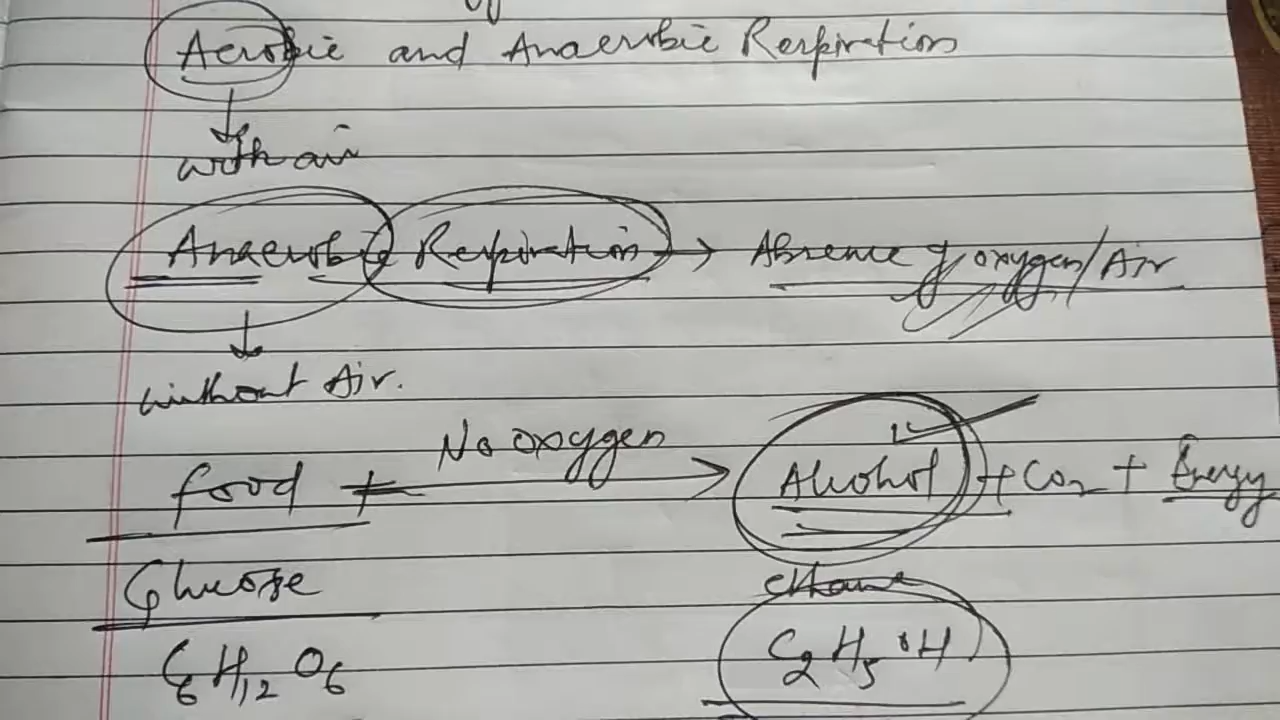 of
Aerobic and Anaerobic Respiration
with air
Anaerobic Respiration → Absence of oxygen/Air
without Air.
No oxygen
food + → Alcohol + CO2 + Energy
Glucose
C6H12O6
C2H5OH